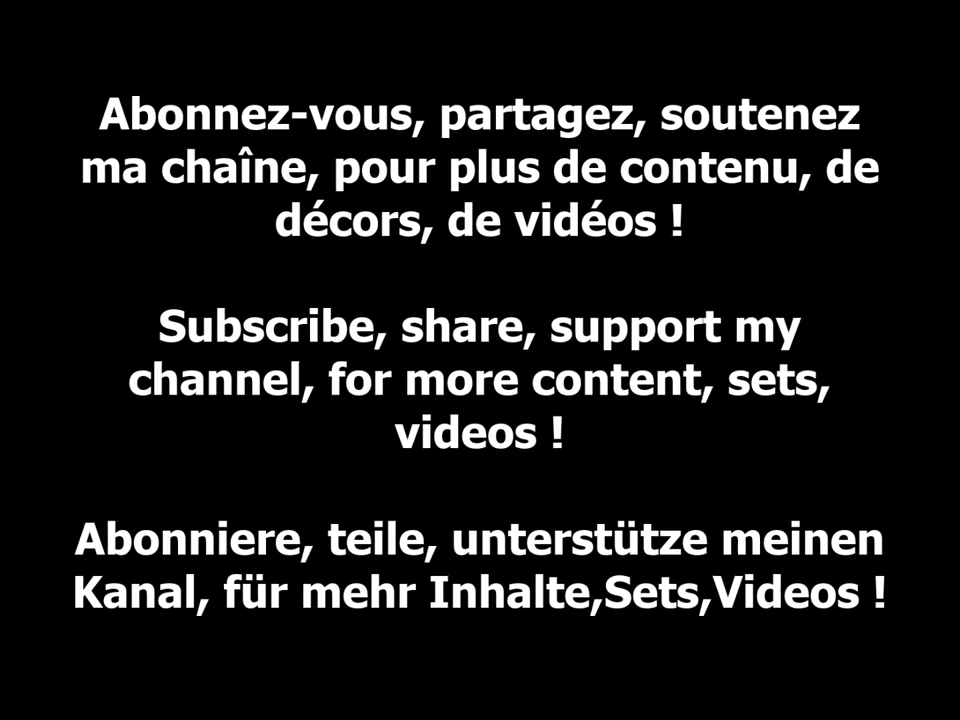 Abonnez-vous, partagez, soutenez
ma chaîne, pour plus de contenu, de
décors, de vidéos !
Subscribe, share, support my
channel, for more content, sets,
videos !
Abonniere, teile, unterstütze meinen
Kanal, für mehr Inhalte,Sets,Videos !